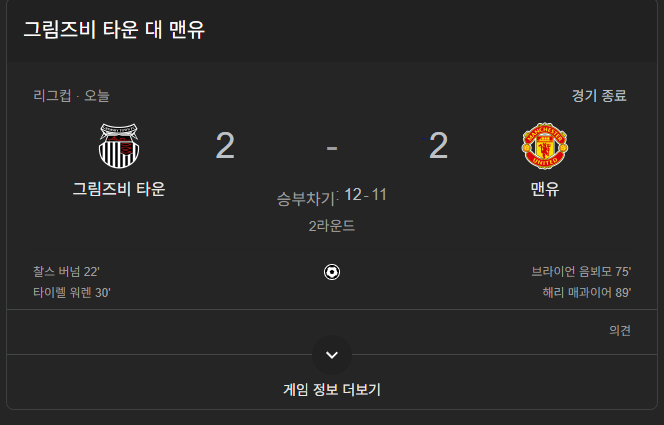 그림즈비 타운 대 맨유
리그컵 · 오늘
경기 종료
2 - 2
그림즈비 타운
맨유
승부차기: 12 - 11
2라운드
찰스 버넘 22'
브라이언 음뵈모 75'
타이렐 워렌 30'
해리 매과이어 89'
의견
게임 정보 더보기
MANCHESTER
UNITED